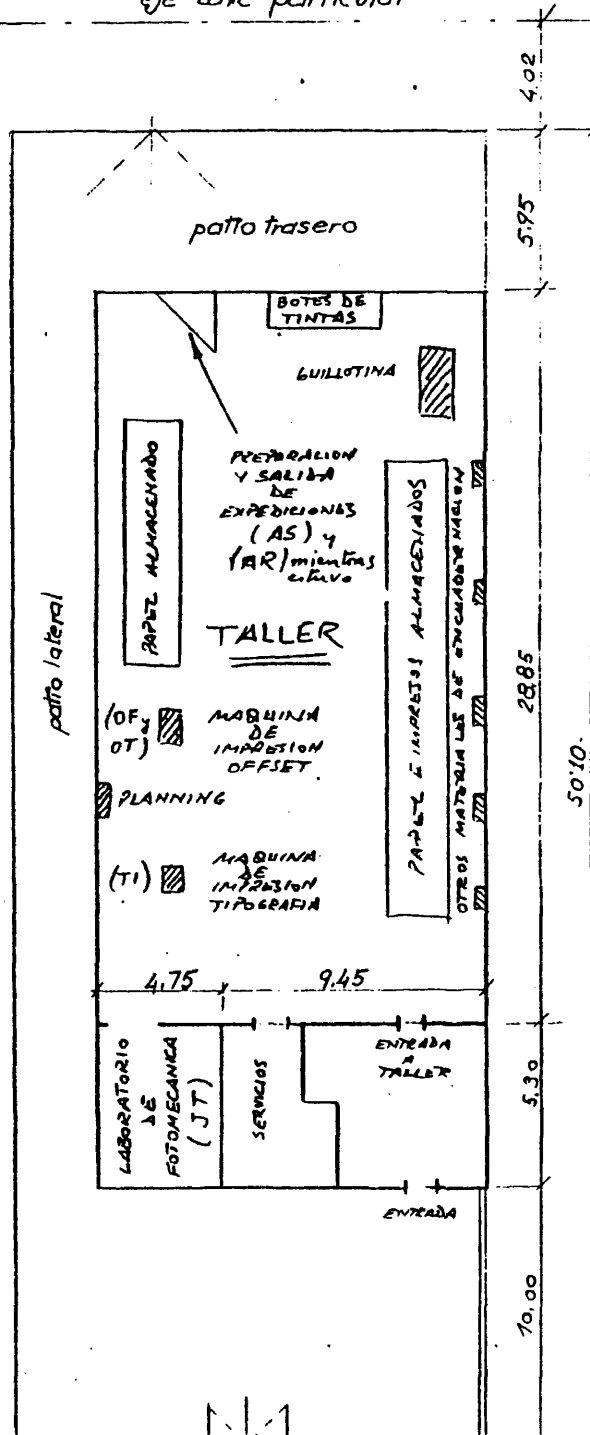 eje calle particular
4.02
5.95
patio trasero
BOTES DE
TINTAS
GUILLOTINA
PREPARACION
Y SALIDA
DE
EXPEDICIONES
(AS) y
(AR) mientras
estuvo
PAPEL ALMACENADO
PAPEL E IMPRESOS ALMACENADOS
OTROS MATERIALES DE ENCUADERNACION
TALLER
patio lateral
28.85
50'10.
(OF y
OT)
MAQUINA
DE
IMPRESION
OFFSET
PLANNING
(TI)
MAQUINA
DE
IMPRESION
TIPOGRAFIA
4.75
9.45
LABORATORIO
DE
FOTOMECANICA
(JT)
SERVICIOS
ENTRADA
A
TALLER
5.30
ENTRADA
10.00